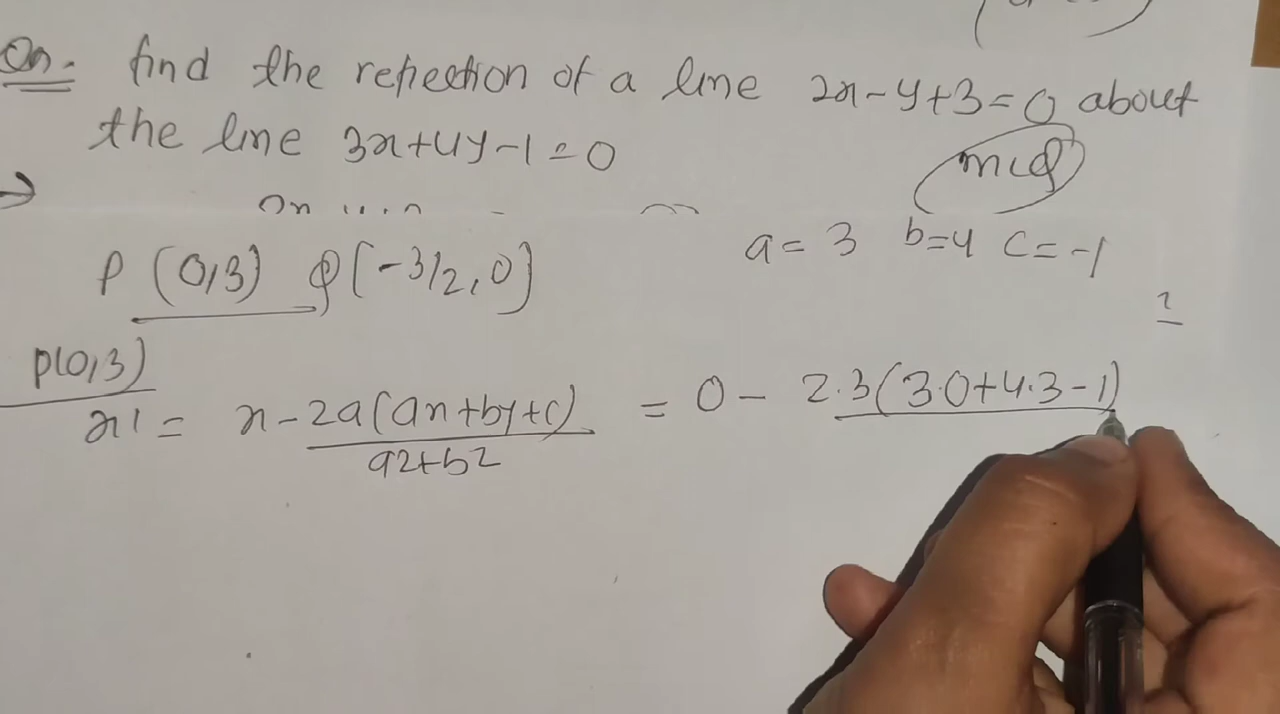 Qn. find the reflection of a line 2x-y+3=0 about
the line 3x+4y-1=0
→ mcq
P(0,3) Q(-3/2,0) a=3 b=4 c=-1
P(0,3)
x' = x - 2a(ax+by+c) = 0 - 2.3(3.0+4.3-1)
a2+b2